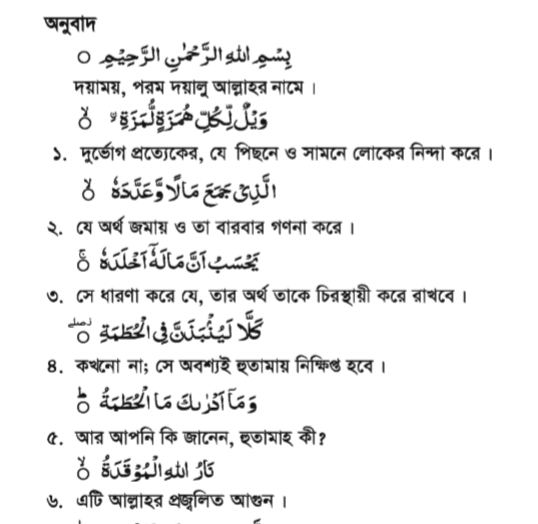 অনুবাদ
بِسْمِ اللهِ الرَّحْمٰنِ الرَّحِيْمِ ○
দয়াময়, পরম দয়ালু আল্লাহর নামে।
وَيْلٌ لِّكُلِّ هُمَزَةٍ لُّمَزَةِ ۙ ○
১. দুর্ভোগ প্রত্যেকের, যে পিছনে ও সামনে লোকের নিন্দা করে।
الَّذِىْ جَمَعَ مَالًا وَّعَدَّدَهٗ ○ ۙ
২. যে অর্থ জমায় ও তা বারবার গণনা করে।
يَحْسَبُ اَنَّ مَالَهٗٓ اَخْلَدَهٗ ○ ۚ
৩. সে ধারণা করে যে, তার অর্থ তাকে চিরস্থায়ী করে রাখবে।
كَلَّا لَيُنْۢبَذَنَّ فِى الْحُطَمَةِ ○ ۖ
৪. কখনো না; সে অবশ্যই হুতামায় নিক্ষিপ্ত হবে।
وَمَآ اَدْرٰىكَ مَا الْحُطَمَةُ ○ ؕ
৫. আর আপনি কি জানেন, হুতামাহ কী?
نَارُ اللهِ الْمُوْقَدَةُ ○ ۙ
৬. এটি আল্লাহর প্রজ্বলিত আগুন।